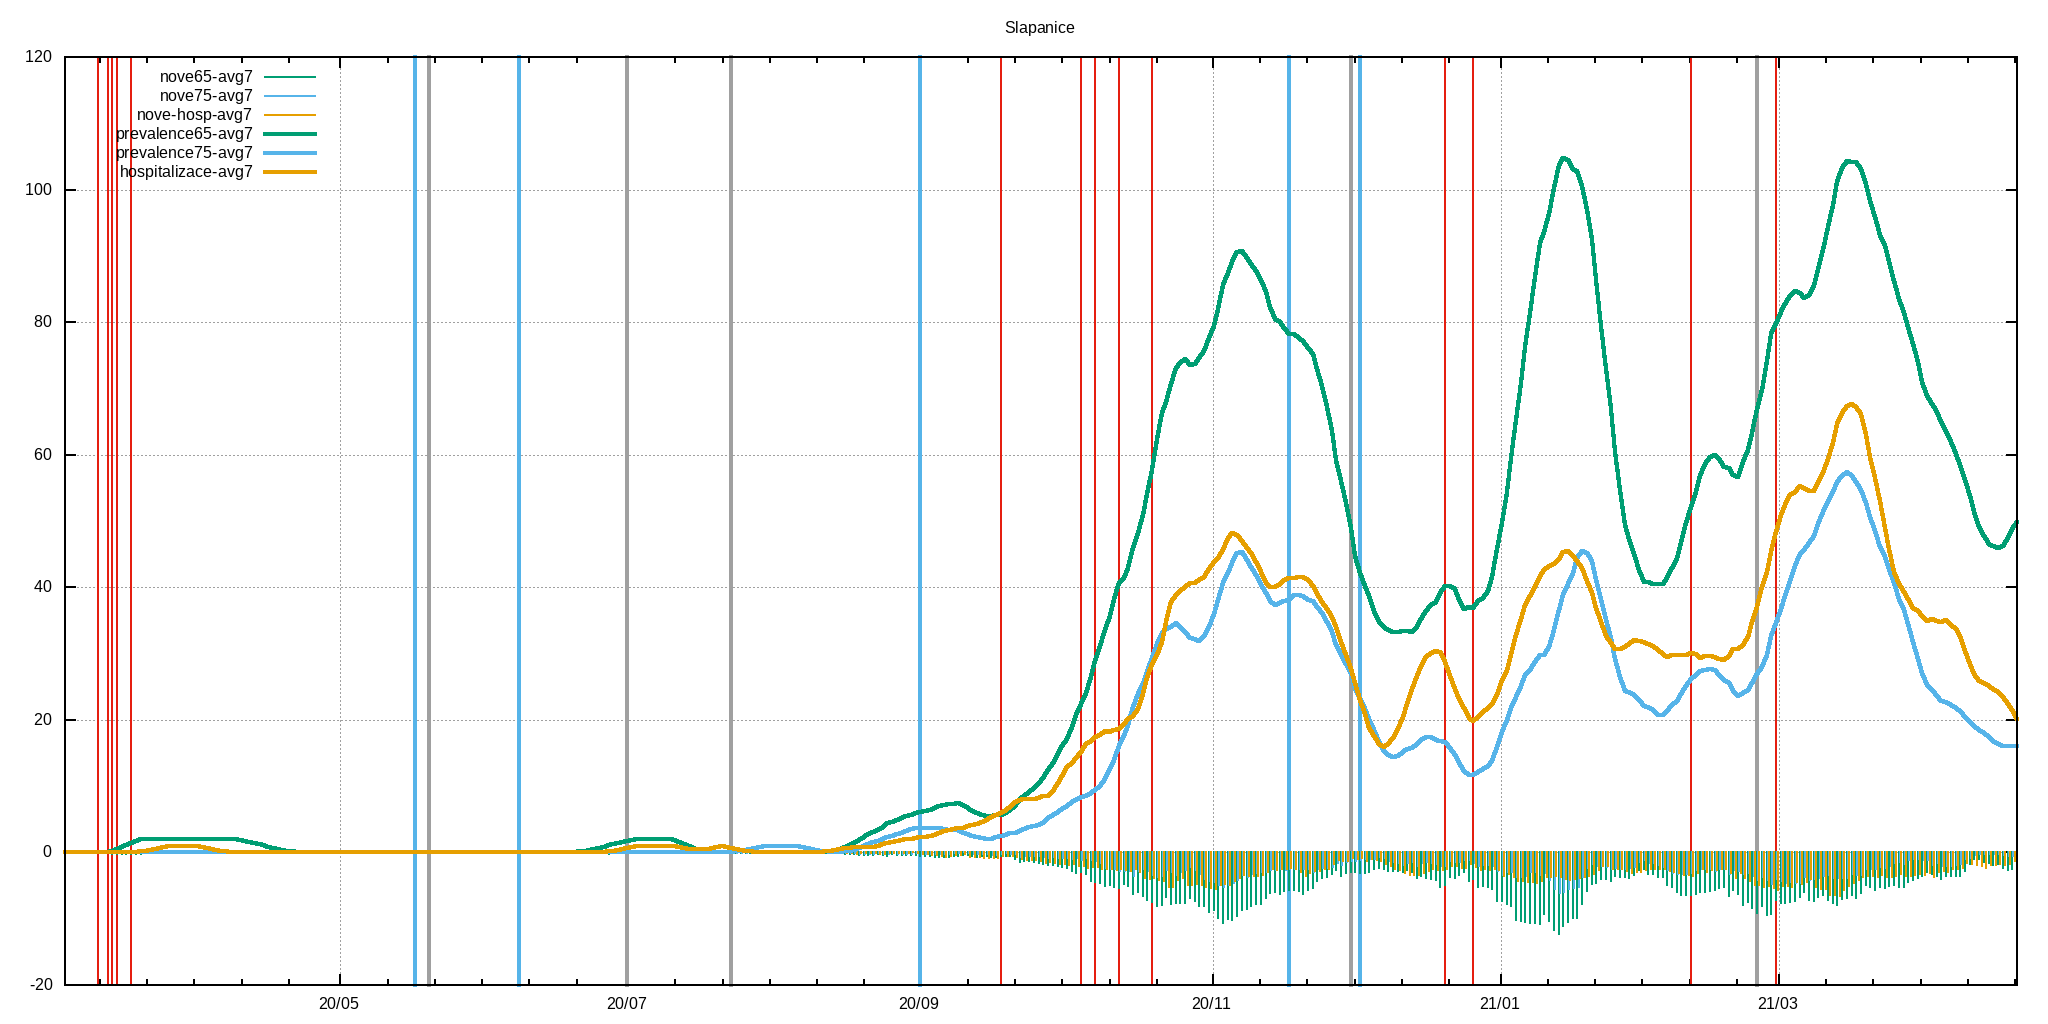 Slapanice
120
100
80
60
40
20
0
-20
nove65-avg7
nove75-avg7
nove-hosp-avg7
prevalence65-avg7
prevalence75-avg7
hospitalizace-avg7
20/05 20/07 20/09 20/11 21/01 21/03